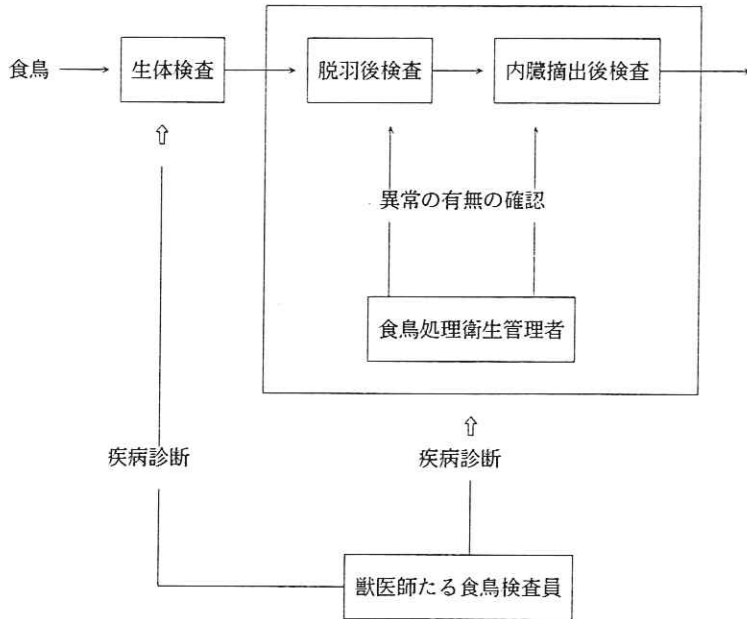 食鳥
生体検査
脱羽後検査
内臓摘出後検査
異常の有無の確認
食鳥処理衛生管理者
疾病診断
疾病診断
獣医師たる食鳥検査員